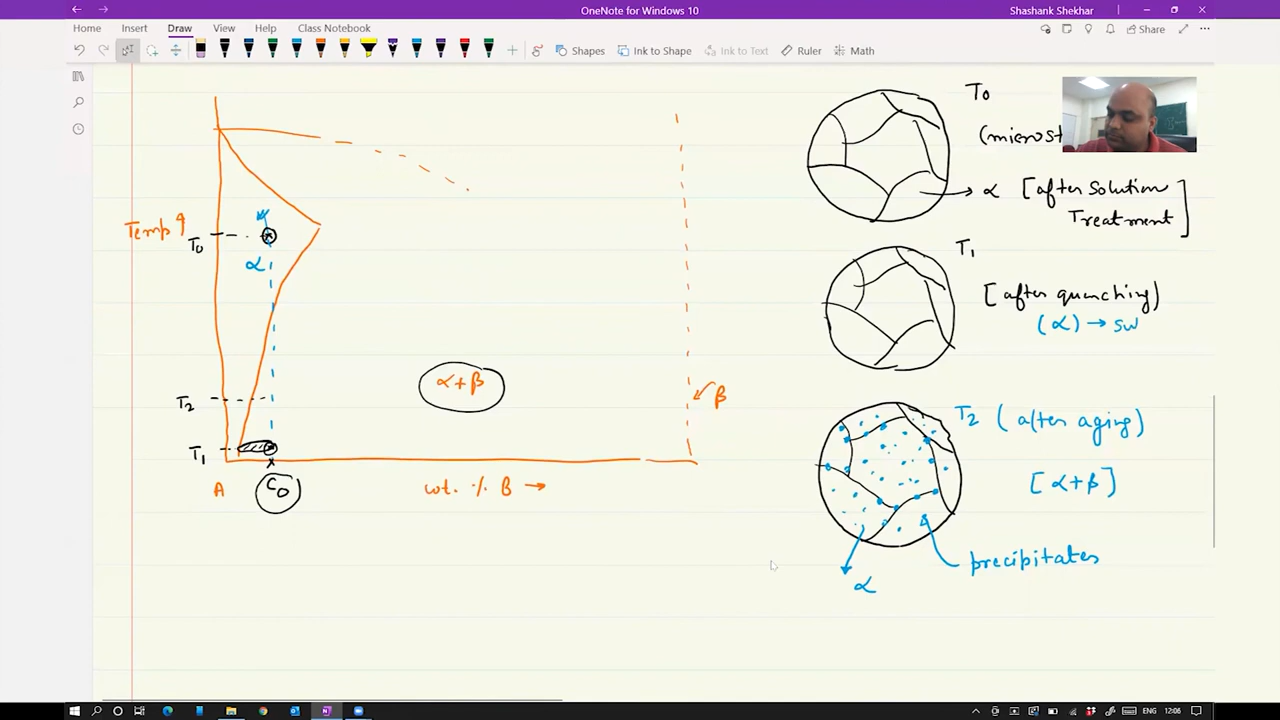 OneNote for Windows 10
Shashank Shekhar
Home
Insert
Draw
View
Help
Class Notebook
Share
Shapes
Ink to Shape
Ink to Text
Ruler
Math
T0
(micros
α [after solution
Treatment]
T1
[after quenching)
(α) →
T2 (after aging)
[α+β]
precipitates
α
Temp
T0
α
α+β
β
T2
T1
A
C0
wt. % B →
ENG
12:06